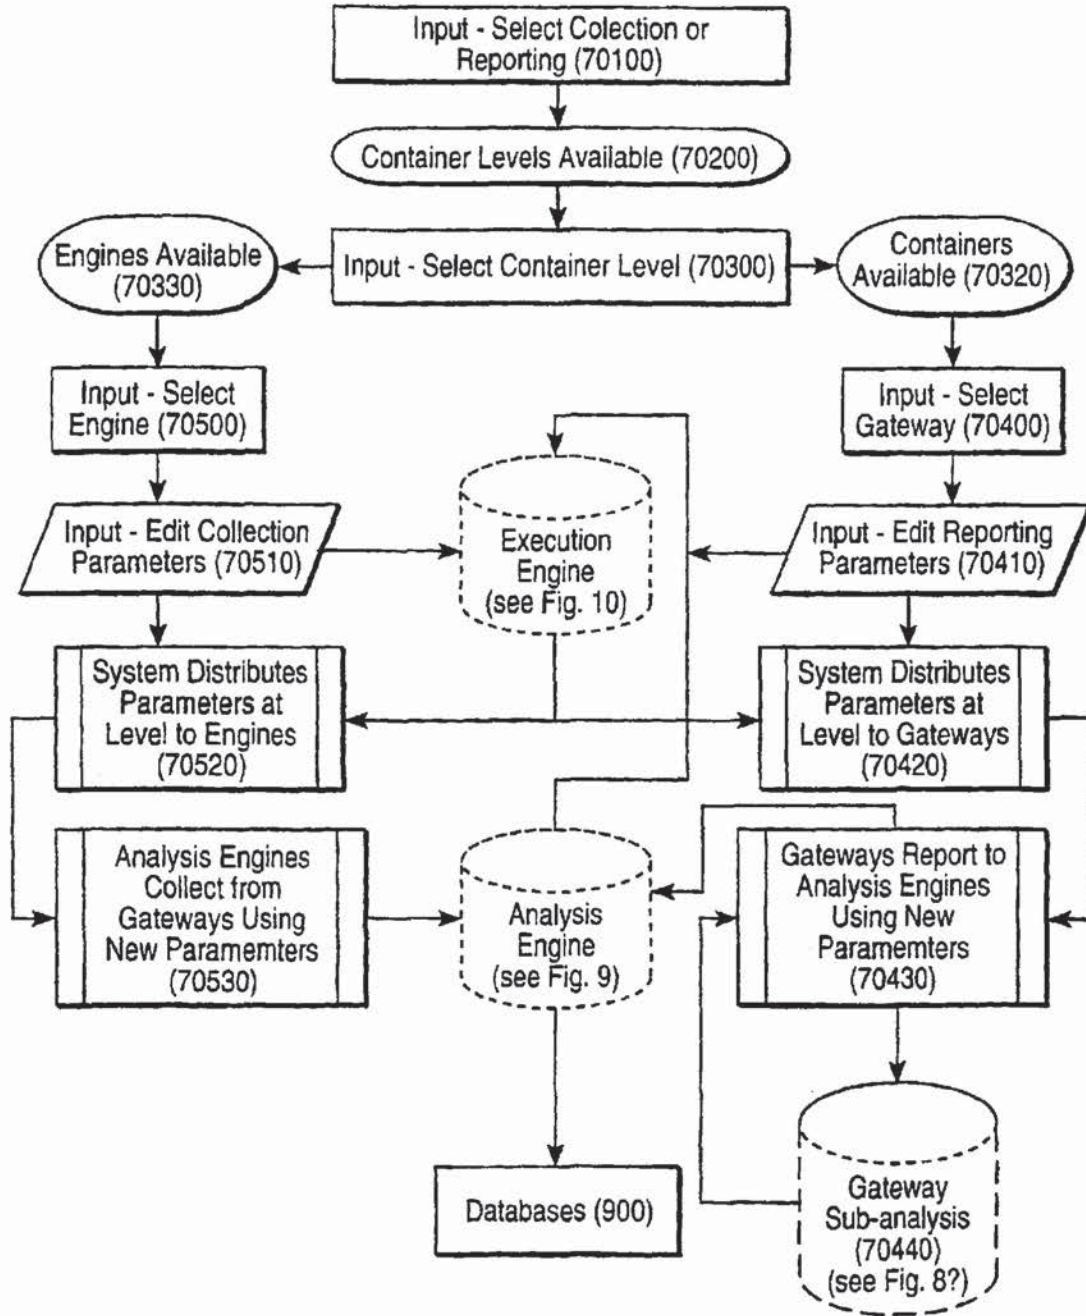 Input - Select Colection or
Reporting (70100)
Container Levels Available (70200)
Engines Available
(70330)
Input - Select Container Level (70300)
Containers
Available (70320)
Input - Select
Engine (70500)
Input - Select
Gateway (70400)
Input - Edit Collection
Parameters (70510)
Execution
Engine
(see Fig. 10)
Input - Edit Reporting
Parameters (70410)
System Distributes
Parameters at
Level to Engines
(70520)
System Distributes
Parameters at
Level to Gateways
(70420)
Analysis Engines
Collect from
Gateways Using
New Paramemters
(70530)
Analysis
Engine
(see Fig. 9)
Gateways Report to
Analysis Engines
Using New
Paramemters
(70430)
Databases (900)
Gateway
Sub-analysis
(70440)
(see Fig. 8?)